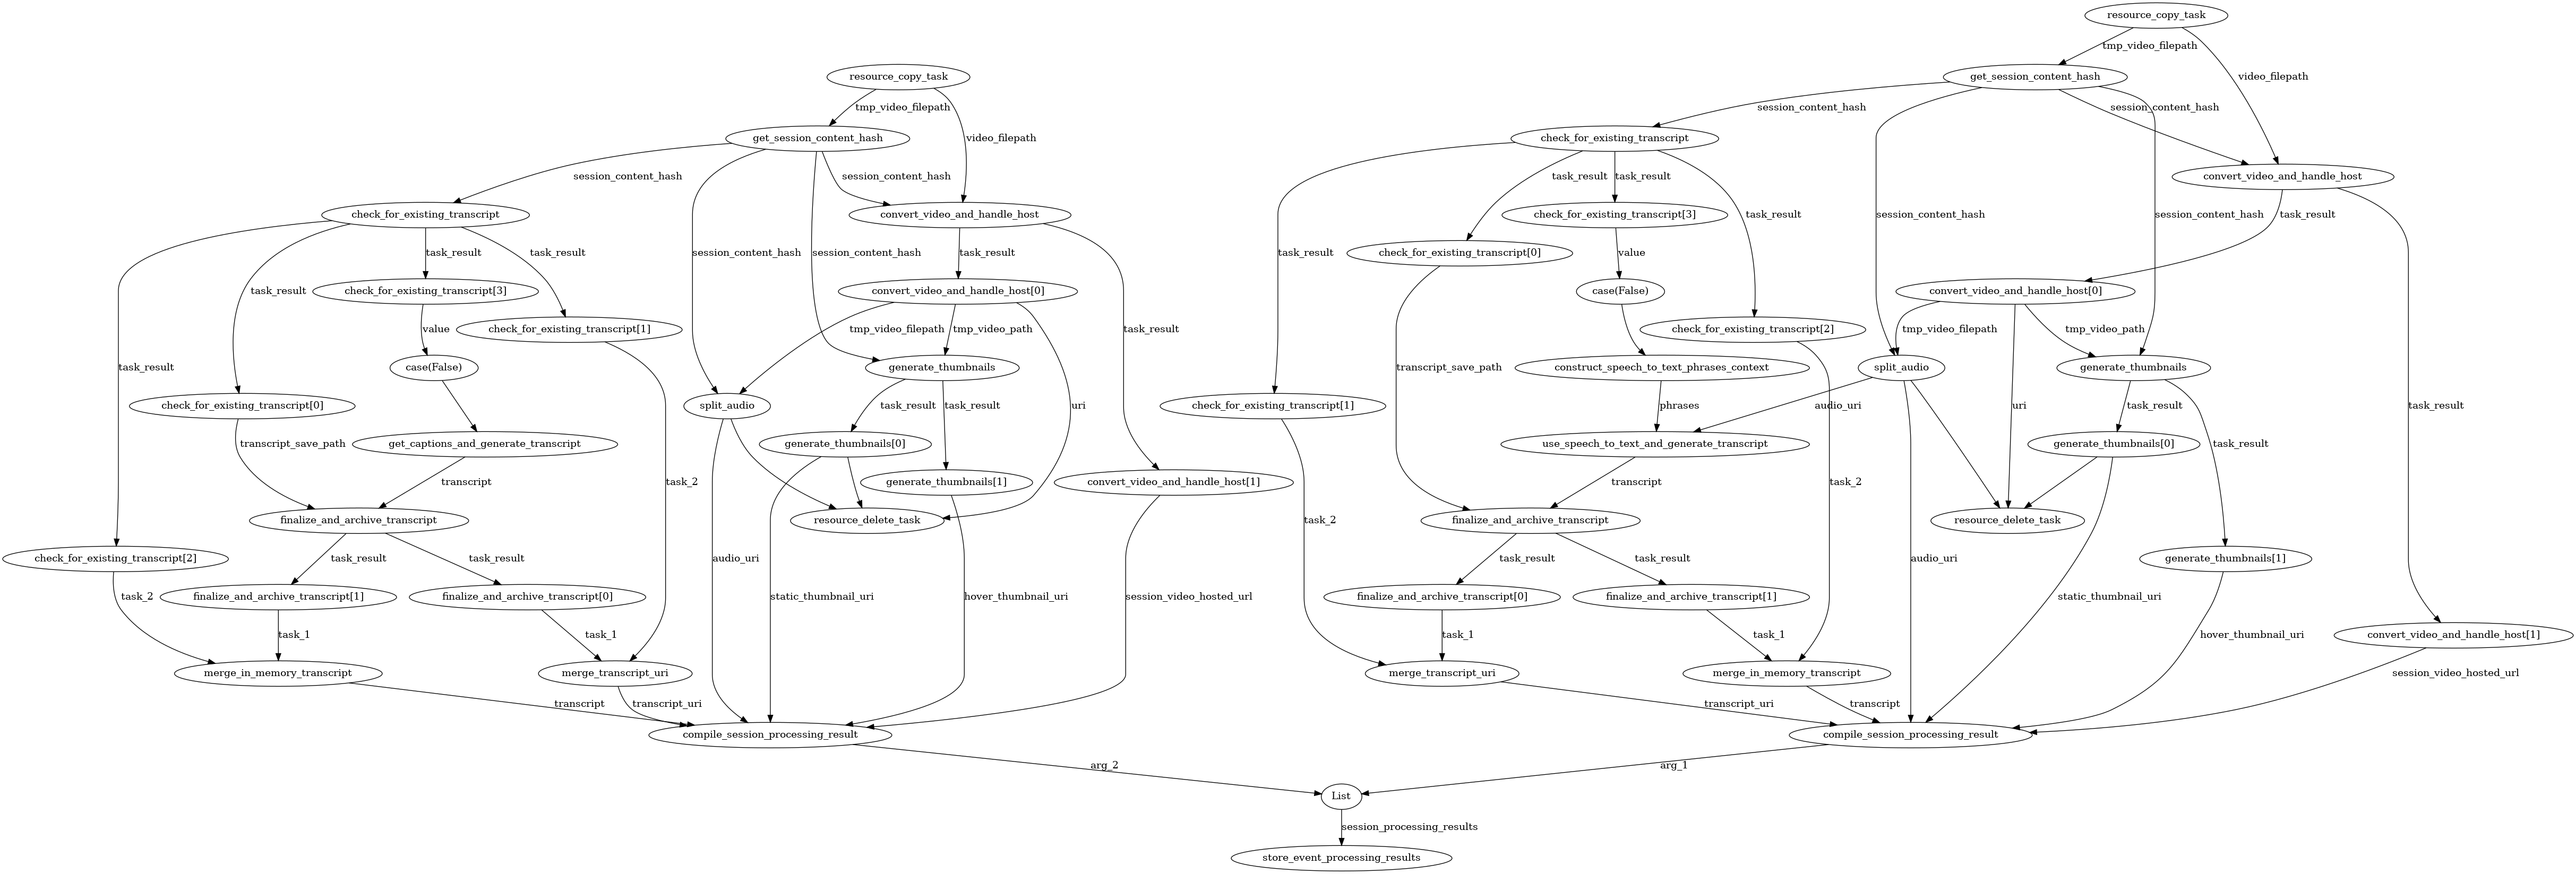 resource_copy_task
tmp_video_filepath
resource_copy_task
get_session_content_hash
video_filepath
tmp_video_filepath
session_content_hash
session_content_hash
get_session_content_hash
video_filepath
check_for_existing_transcript
session_content_hash
session_content_hash
task_result
task_result
task_result
convert_video_and_handle_host
check_for_existing_transcript
convert_video_and_handle_host
check_for_existing_transcript[3]
task_result
session_content_hash
session_content_hash
task_result
task_result
task_result
session_content_hash
session_content_hash
task_result
task_result
value
check_for_existing_transcript[0]
task_result
check_for_existing_transcript[3]
convert_video_and_handle_host[0]
case(False)
convert_video_and_handle_host[0]
value
check_for_existing_transcript[1]
tmp_video_filepath
tmp_video_path
task_result
check_for_existing_transcript[2]
tmp_video_filepath
tmp_video_path
task_result
case(False)
generate_thumbnails
transcript_save_path
construct_speech_to_text_phrases_context
split_audio
generate_thumbnails
check_for_existing_transcript[0]
split_audio
task_result
task_result
uri
check_for_existing_transcript[1]
phrases
audio_uri
uri
task_result
task_result
transcript_save_path
get_captions_and_generate_transcript
generate_thumbnails[0]
use_speech_to_text_and_generate_transcript
generate_thumbnails[0]
task_result
transcript
task_2
generate_thumbnails[1]
convert_video_and_handle_host[1]
transcript
task_2
finalize_and_archive_transcript
resource_delete_task
task_2
finalize_and_archive_transcript
resource_delete_task
check_for_existing_transcript[2]
task_result
task_result
audio_uri
task_result
task_result
audio_uri
generate_thumbnails[1]
task_2
finalize_and_archive_transcript[1]
finalize_and_archive_transcript[0]
static_thumbnail_uri
hover_thumbnail_uri
session_video_hosted_url
finalize_and_archive_transcript[0]
finalize_and_archive_transcript[1]
static_thumbnail_uri
task_1
task_1
task_1
task_1
hover_thumbnail_uri
convert_video_and_handle_host[1]
merge_in_memory_transcript
merge_transcript_uri
merge_transcript_uri
merge_in_memory_transcript
session_video_hosted_url
transcript
transcript_uri
transcript_uri
transcript
compile_session_processing_result
compile_session_processing_result
arg_2
arg_1
List
session_processing_results
store_event_processing_results